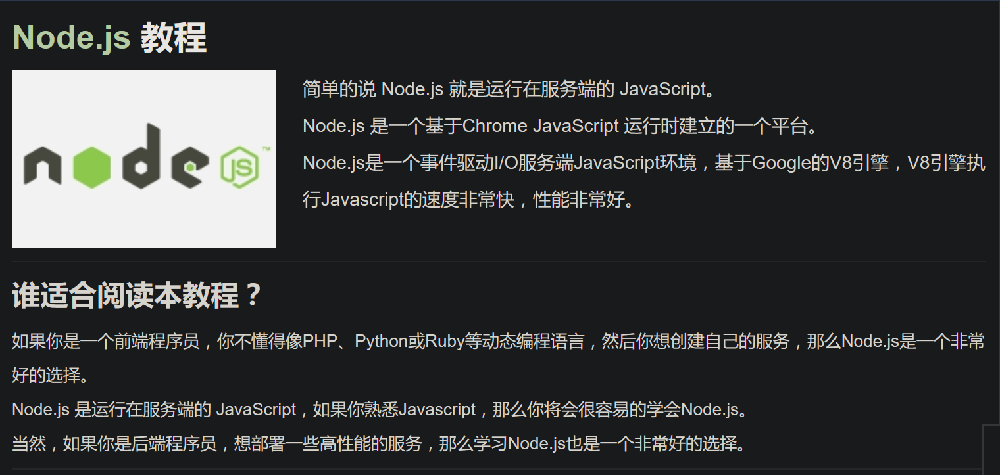 Node.js 教程
node
JS
TM
简单的说 Node.js 就是运行在服务端的 JavaScript。
Node.js 是一个基于Chrome JavaScript 运行时建立的一个平台。
Node.js是一个事件驱动I/O服务端JavaScript环境，基于Google的V8引擎，V8引擎执
行Javascript的速度非常快，性能非常好。
谁适合阅读本教程？
如果你是一个前端程序员，你不懂得像PHP、Python或Ruby等动态编程语言，然后你想创建自己的服务，那么Node.js是一个非常
好的选择。
Node.js 是运行在服务端的 JavaScript，如果你熟悉Javascript，那么你将会很容易的学会Node.js。
当然，如果你是后端程序员，想部署一些高性能的服务，那么学习Node.js也是一个非常好的选择。